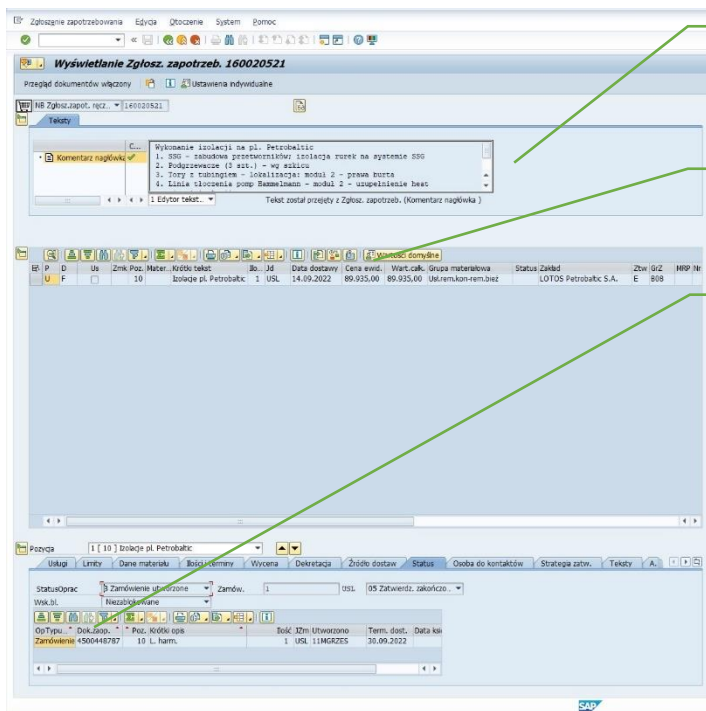 Zgłoszenie zapotrzebowania Edycja Otoczenie System Pomoc
Wyświetlanie Zgłosz. zapotrzeb. 160020521
Przegląd dokumentów włączony Ustawienia indywidualne
NB Zgłosz.zapot. ręcz.. 160020521
Teksty
C...
Komentarz nagłówka
Wykonanie izolacji na pl. Petrobaltic
1. SSG - zabudowa przetworników; izolacja rurek na systemie SSG
2. Podgrzewacze (3 szt.) - wg szkicu
3. Tory z tubingiem - lokalizacja: moduł 2 - prawa burta
4. Linia tłoczenia pomp Hammelmann - moduł 2 - uzupełnienie heat
1 Edytor tekst.. Tekst został przejęty z Zgłosz. zapotrzeb. (Komentarz nagłówka )
Wartości domyślne
P D Us Zmk Poz. Mater.. Krótki tekst Ilo.. Jd Data dostawy Cena ewid. Wart.całk. Grupa materiałowa Status Zakład Ztw GrZ MRP Nr
U F 10 Izolacje pl. Petrobaltic 1 USL 14.09.2022 89.935,00 89.935,00 Usł.rem.kon-rem.bież LOTOS Petrobaltic S.A. E B08
Pozycja 1 [ 10 ] Izolacje pl. Petrobaltic
Usługi Limity Dane materiału Ilości/terminy Wycena Dekretacja Źródło dostaw Status Osoba do kontaktów Strategia zatw. Teksty A.
StatusOprac B Zamówienie utworzone Zamów. 1 USL 05 Zatwierdz. zakończo..
Wsk.bl. Niezablokowane
OpTypu.. Dok.zaop. Poz. Krótki opis Ilość JZm Utworzono Term. dost. Data księ
Zamówienie 4500448787 10 L. harm. 1 USL 11MGRZES 30.09.2022
SAP